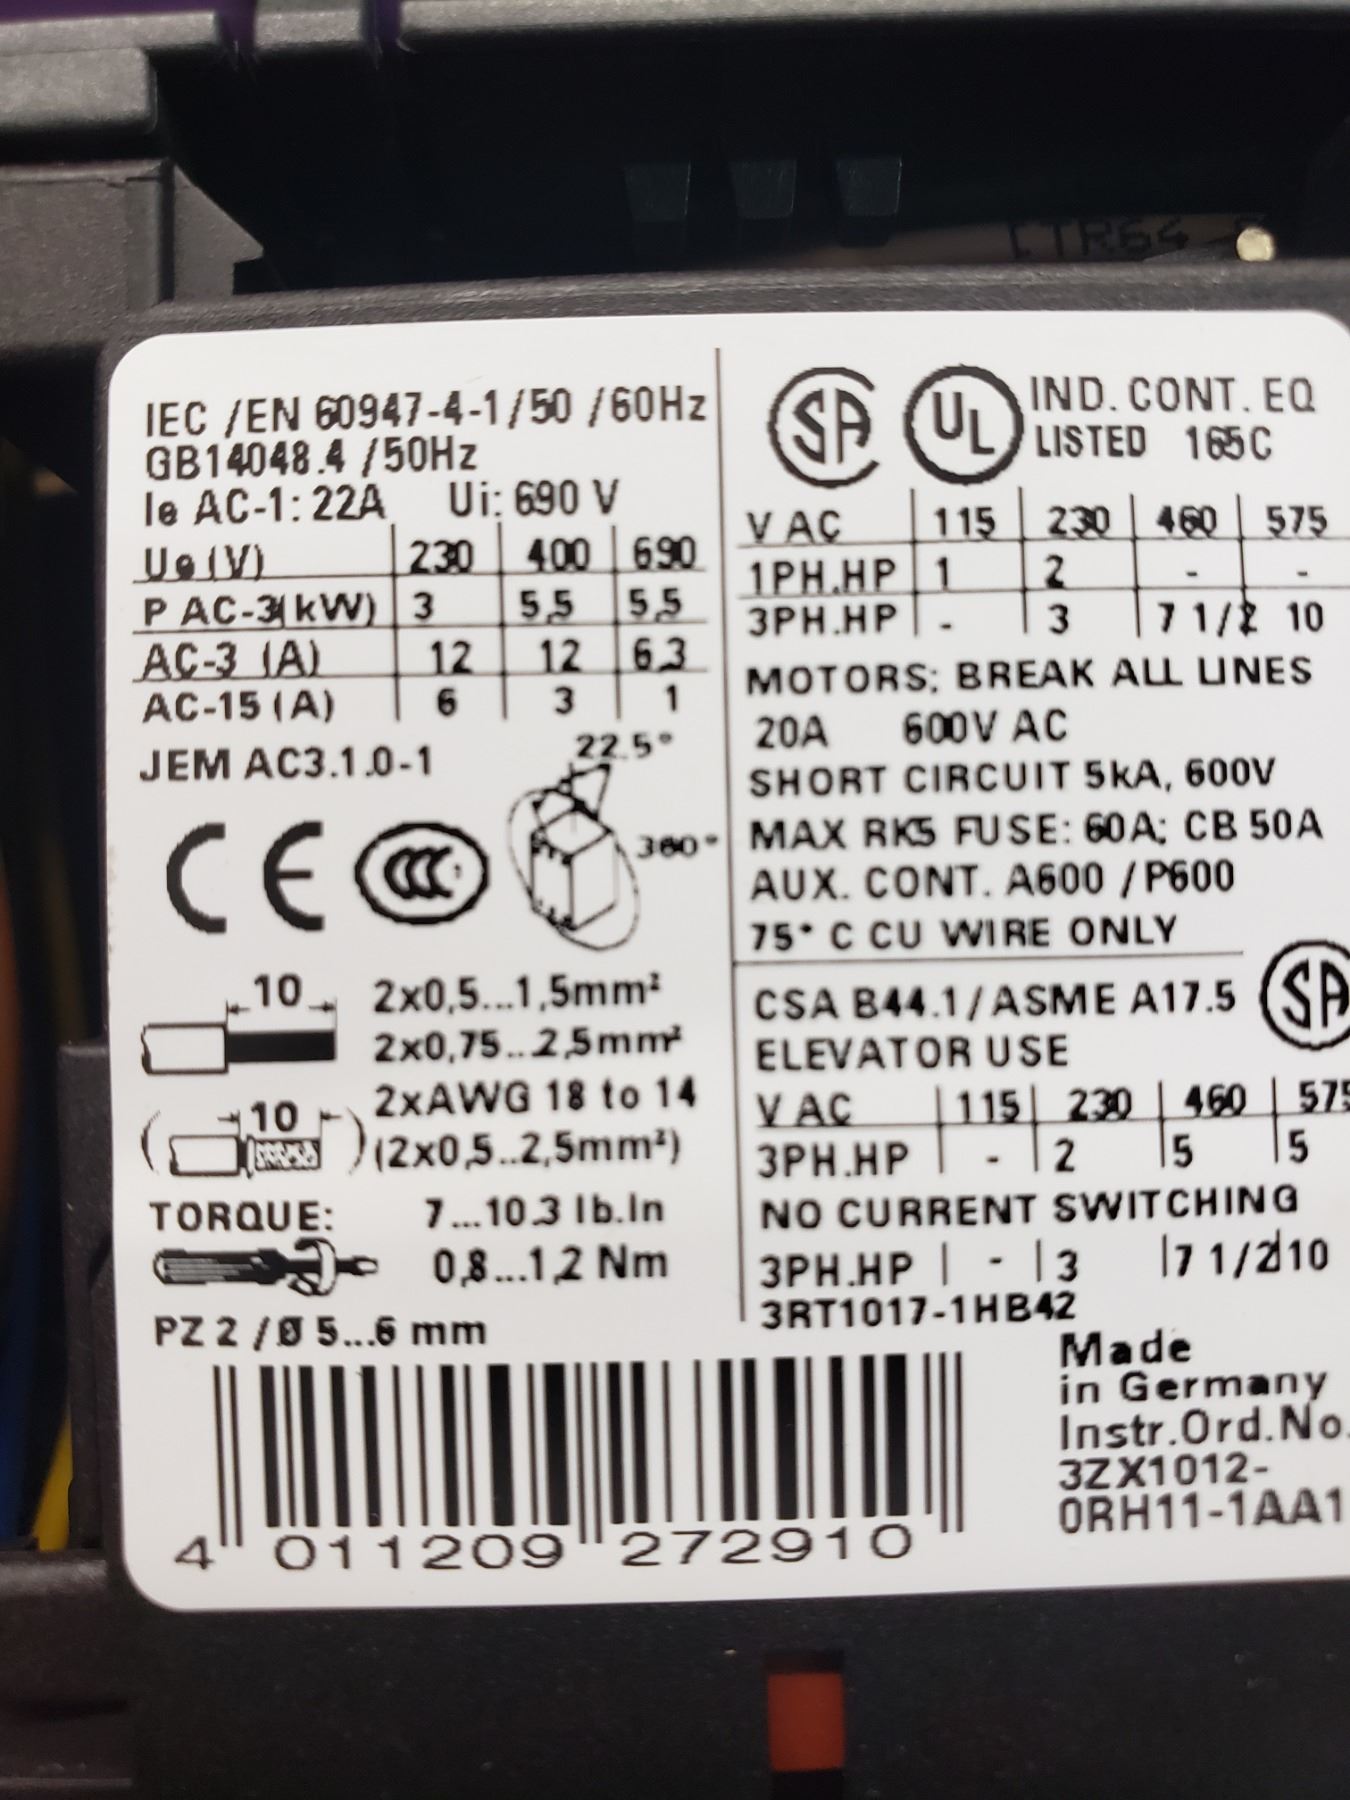 ITR64
IEC /EN 60947-4-1/50 /60Hz
GB14048.4 /50Hz
Ie AC-1: 22A Ui: 690 V
Ue (V) 230 400 690
P AC-3(kW) 3 5,5 5,5
AC-3 (A) 12 12 6,3
AC-15 (A) 6 3 1
JEM AC3.1.0-1
22.5°
360°
CE CCC
10 2x0,5...1,5mm²
2x0,75...2,5mm²
2xAWG 18 to 14
10 (2x0,5..2,5mm²)
TORQUE: 7...10.3 lb.In
0,8...1,2 Nm
PZ 2 / Ø 5...6 mm
4 011209 272910
SA UL IND. CONT. EQ
LISTED 165C
V AC 115 230 460 575
1PH.HP 1 2 - -
3PH.HP - 3 7 1/2 10
MOTORS: BREAK ALL LINES
20A 600V AC
SHORT CIRCUIT 5kA, 600V
MAX RK5 FUSE: 60A; CB 50A
AUX. CONT. A600 / P600
75° C CU WIRE ONLY
CSA B44.1/ASME A17.5 SA
ELEVATOR USE
V AC 115 230 460 575
3PH.HP - 2 5 5
NO CURRENT SWITCHING
3PH.HP - 3 7 1/2 10
3RT1017-1HB42
Made
in Germany
Instr.Ord.No.
3ZX1012-
0RH11-1AA1